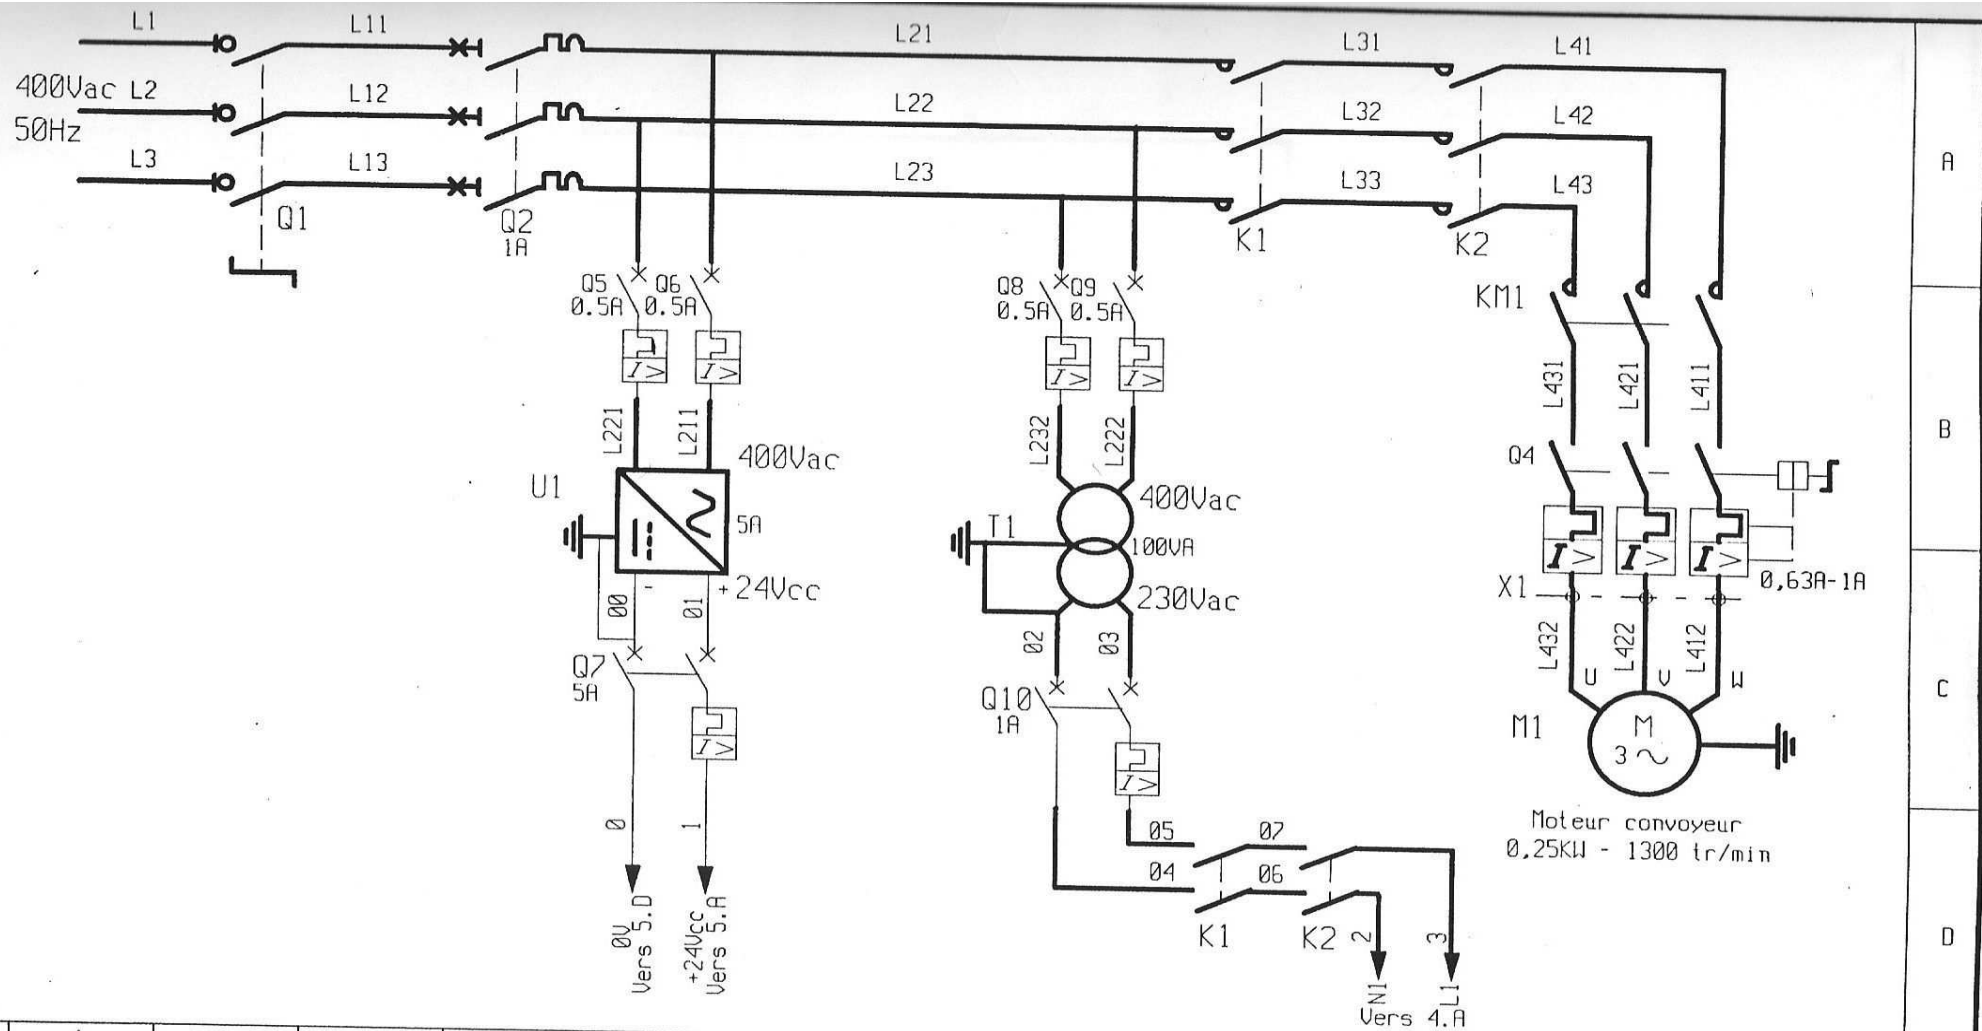 L1
L11
L21
L31
L41
400Vac L2
L12
L22
L32
L42
50Hz
L3
L13
L23
L33
L43
A
Q1
Q2
1A
K1
K2
Q5
0.5A
Q6
0.5A
Q8
0.5A
Q9
0.5A
KM1
I >
I >
I >
I >
L221
L211
L232
L222
L431
L421
L411
B
400Vac
U1
5A
Q4
400Vac
T1
100VA
230Vac
I >
I >
I >
0,63A-1A
X1
- + 24Vcc
00
01
02
03
L432
L422
L412
U
V
W
Q7
5A
I >
Q10
1A
I >
M1
M
3 ~
C
Moteur convoyeur
0,25KW - 1300 tr/min
0
1
05
07
04
06
K1
K2
2
3
D
0V
Vers 5.D
+24Vcc
Vers 5.A
N1
L1
Vers 4.A